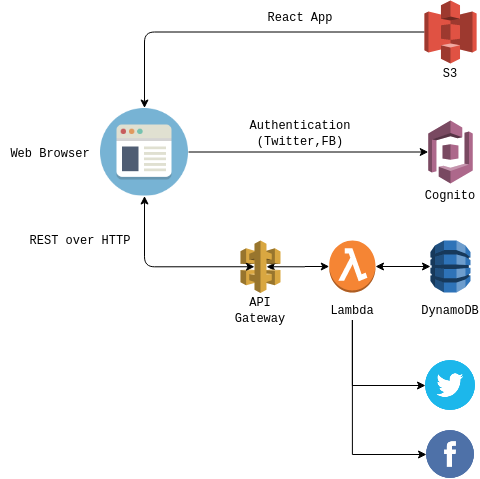 React App
S3
Authentication
(Twitter,FB)
Web Browser
Cognito
REST over HTTP
API
Gateway
Lambda
DynamoDB